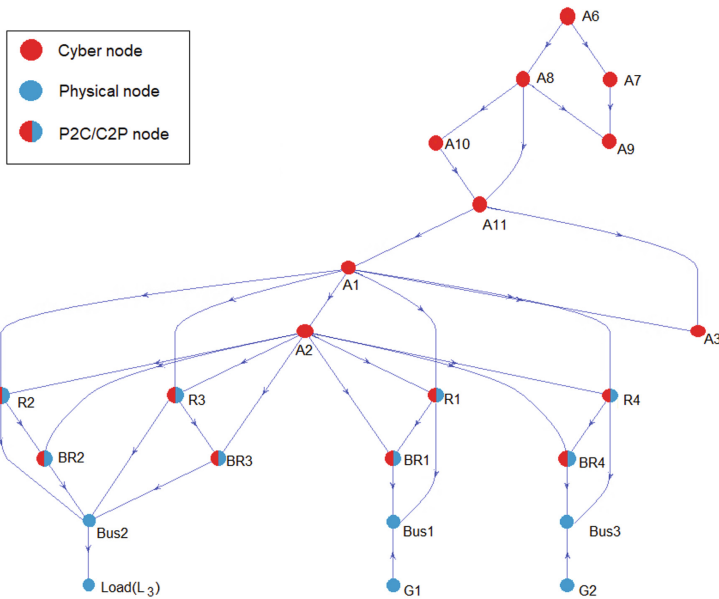 Cyber node
Physical node
P2C/C2P node
A6
A8
A7
A10
A9
A11
A1
A3
A2
R2
R3
R1
R4
BR2
BR3
BR1
BR4
Bus2
Bus1
Bus3
Load(L3)
G1
G2